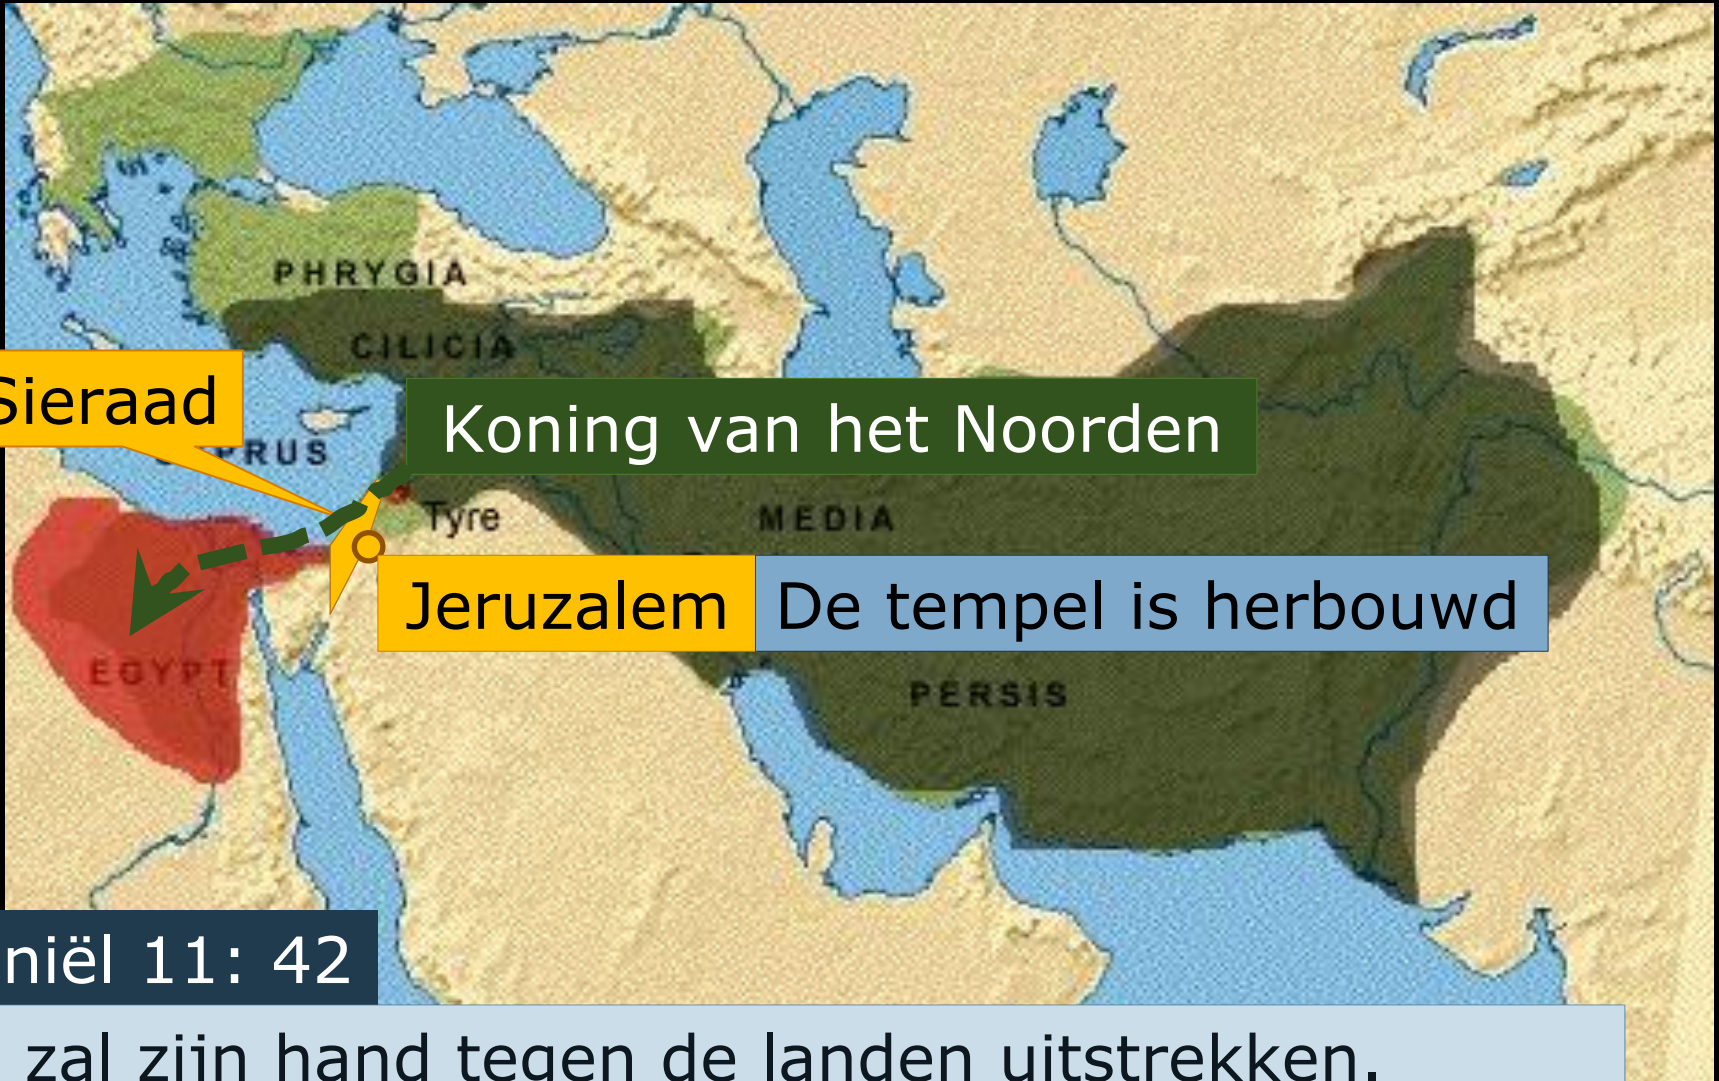 PHRYGIA
CILICIA
Sieraad
Koning van het Noorden
RUS
Tyre
MEDIA
Jeruzalem
De tempel is herbouwd
EGYPT
PERSIS
niël 11: 42
zal zijn hand tegen de landen uitstrekken.